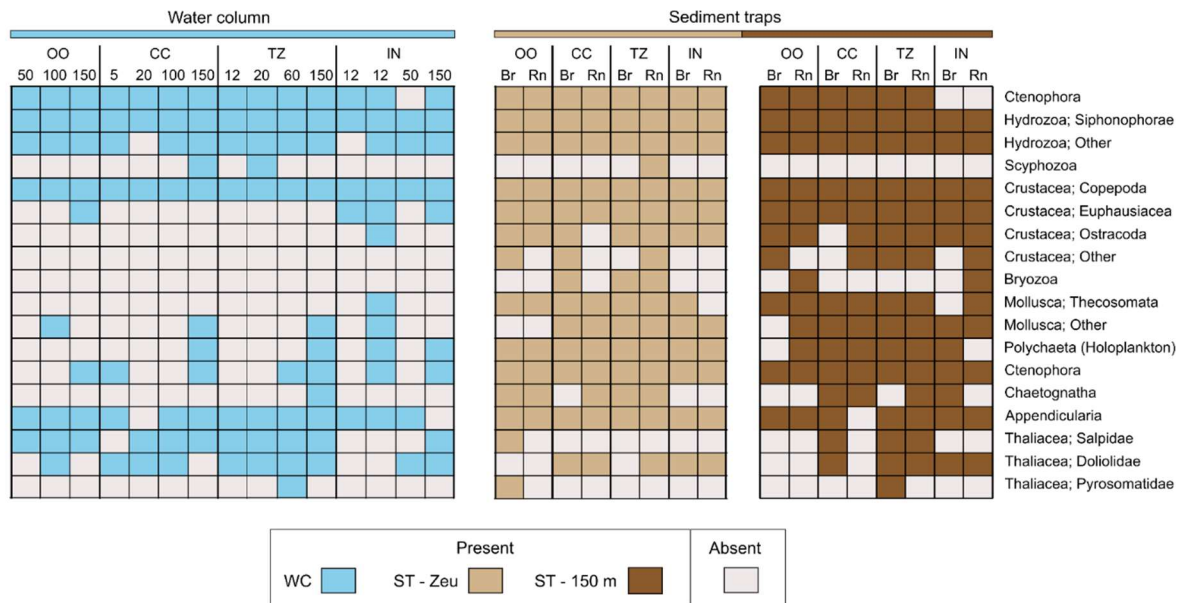 Water column Sediment traps
OO CC TZ IN OO CC TZ IN OO CC TZ IN
50 100 150 5 20 100 150 12 20 60 150 12 12 50 150 Br Rn Br Rn Br Rn Br Rn Br Rn Br Rn Br Rn Br Rn
Ctenophora
Hydrozoa; Siphonophorae
Hydrozoa; Other
Scyphozoa
Crustacea; Copepoda
Crustacea; Euphausiacea
Crustacea; Ostracoda
Crustacea; Other
Bryozoa
Mollusca; Thecosomata
Mollusca; Other
Polychaeta (Holoplankton)
Ctenophora
Chaetognatha
Appendicularia
Thaliacea; Salpidae
Thaliacea; Doliolidae
Thaliacea; Pyrosomatidae
Present Absent
WC ST - Zeu ST - 150 m